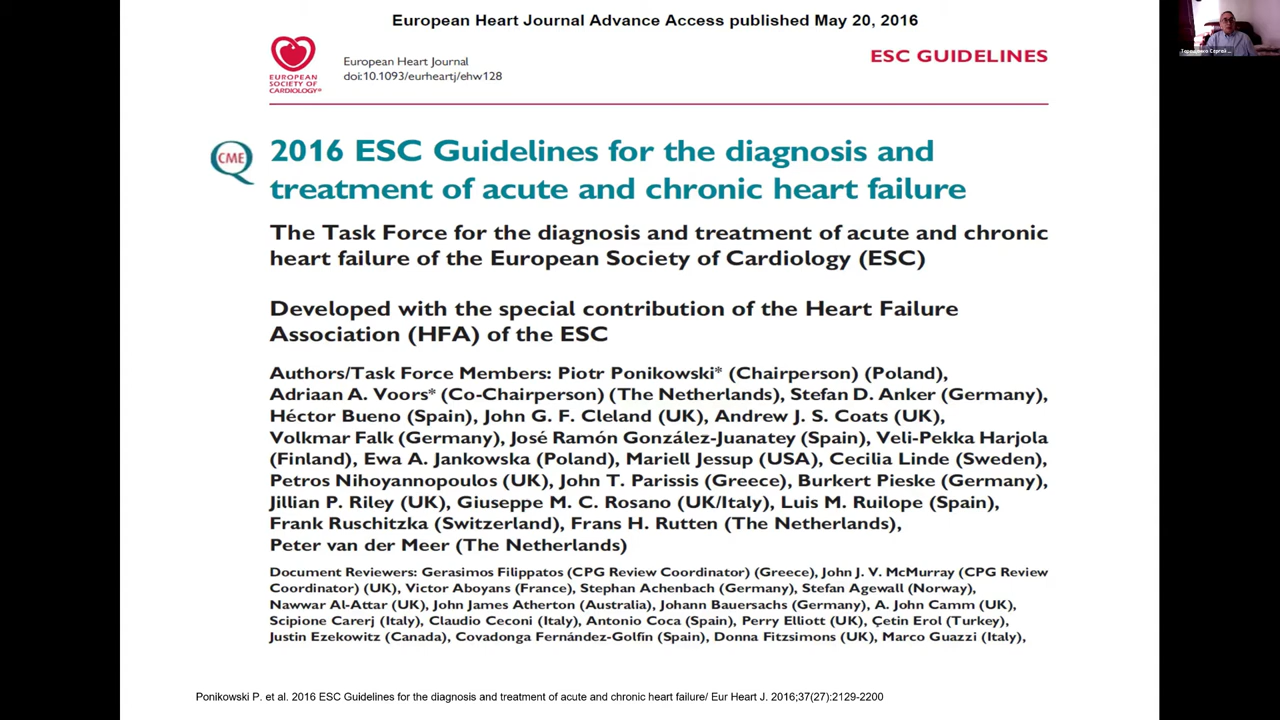 European Heart Journal Advance Access published May 20, 2016
EUROPEAN
SOCIETY OF
CARDIOLOGY®
European Heart Journal
doi:10.1093/eurheartj/ehw128
ESC GUIDELINES
CME
2016 ESC Guidelines for the diagnosis and
treatment of acute and chronic heart failure
The Task Force for the diagnosis and treatment of acute and chronic
heart failure of the European Society of Cardiology (ESC)
Developed with the special contribution of the Heart Failure
Association (HFA) of the ESC
Authors/Task Force Members: Piotr Ponikowski* (Chairperson) (Poland),
Adriaan A. Voors* (Co-Chairperson) (The Netherlands), Stefan D. Anker (Germany),
Héctor Bueno (Spain), John G. F. Cleland (UK), Andrew J. S. Coats (UK),
Volkmar Falk (Germany), José Ramón González-Juanatey (Spain), Veli-Pekka Harjola
(Finland), Ewa A. Jankowska (Poland), Mariell Jessup (USA), Cecilia Linde (Sweden),
Petros Nihoyannopoulos (UK), John T. Parissis (Greece), Burkert Pieske (Germany),
Jillian P. Riley (UK), Giuseppe M. C. Rosano (UK/Italy), Luis M. Ruilope (Spain),
Frank Ruschitzka (Switzerland), Frans H. Rutten (The Netherlands),
Peter van der Meer (The Netherlands)
Document Reviewers: Gerasimos Filippatos (CPG Review Coordinator) (Greece), John J. V. McMurray (CPG Review
Coordinator) (UK), Victor Aboyans (France), Stephan Achenbach (Germany), Stefan Agewall (Norway),
Nawwar Al-Attar (UK), John James Atherton (Australia), Johann Bauersachs (Germany), A. John Camm (UK),
Scipione Carerj (Italy), Claudio Ceconi (Italy), Antonio Coca (Spain), Perry Elliott (UK), Çetin Erol (Turkey),
Justin Ezekowitz (Canada), Covadonga Fernández-Golfín (Spain), Donna Fitzsimons (UK), Marco Guazzi (Italy),
Ponikowski P. et al. 2016 ESC Guidelines for the diagnosis and treatment of acute and chronic heart failure/ Eur Heart J. 2016;37(27):2129-2200